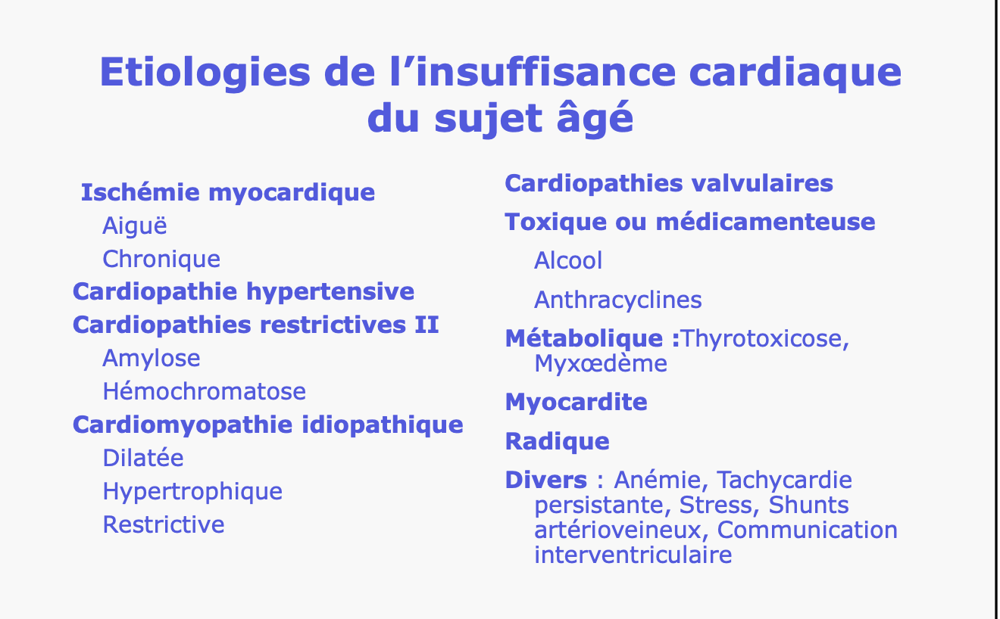 Etiologies de l’insuffisance cardiaque
du sujet âgé
Ischémie myocardique
Aiguë
Chronique
Cardiopathie hypertensive
Cardiopathies restrictives II
Amylose
Hémochromatose
Cardiomyopathie idiopathique
Dilatée
Hypertrophique
Restrictive
Cardiopathies valvulaires
Toxique ou médicamenteuse
Alcool
Anthracyclines
Métabolique :Thyrotoxicose,
Myxœdème
Myocardite
Radique
Divers : Anémie, Tachycardie
persistante, Stress, Shunts
artérioveineux, Communication
interventriculaire